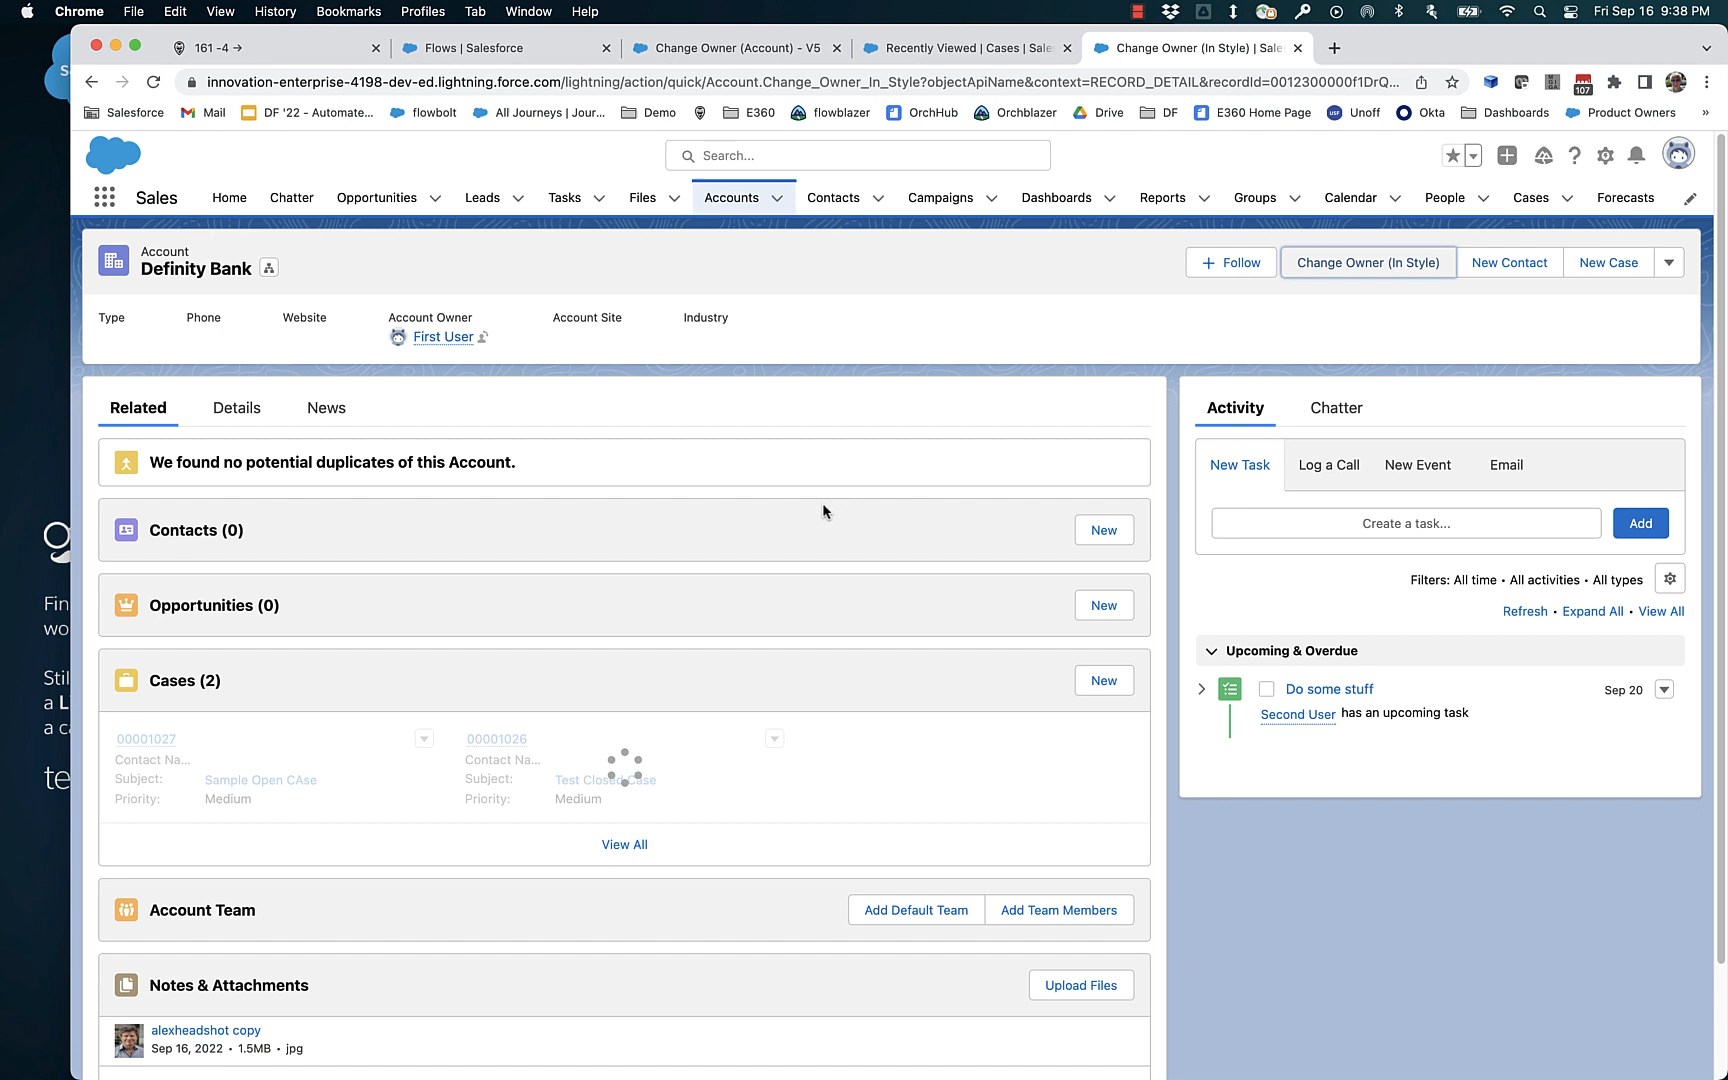 Chrome File Edit View History Bookmarks Profiles Tab Window Help Fri Sep 16 9:38 PM
161 -4 → Flows | Salesforce Change Owner (Account) - V5 Recently Viewed | Cases | Sale Change Owner (In Style) | Sale
innovation-enterprise-4198-dev-ed.lightning.force.com/lightning/action/quick/Account.Change_Owner_In_Style?objectApiName&context=RECORD_DETAIL&recordId=0012300000f1DrQ... 107
Salesforce Mail DF '22 - Automate... flowbolt All Journeys | Jour... Demo E360 flowblazer OrchHub Orchblazer Drive DF E360 Home Page Unoff Okta Dashboards Product Owners »
Search...
Sales Home Chatter Opportunities Leads Tasks Files Accounts Contacts Campaigns Dashboards Reports Groups Calendar People Cases Forecasts
Account
Definity Bank
Follow Change Owner (In Style) New Contact New Case
Type Phone Website Account Owner Account Site Industry
First User
Related Details News
We found no potential duplicates of this Account.
Contacts (0) New
Opportunities (0) New
Cases (2) New
00001027 00001026
Contact Na... Contact Na...
Subject: Sample Open CAse Subject: Test Closed Case
Priority: Medium Priority: Medium
View All
Account Team Add Default Team Add Team Members
Notes & Attachments Upload Files
alexheadshot copy
Sep 16, 2022 • 1.5MB • jpg
Activity Chatter
New Task Log a Call New Event Email
Create a task... Add
Filters: All time • All activities • All types
Refresh • Expand All • View All
Upcoming & Overdue
Do some stuff Sep 20
Second User has an upcoming task
Fin
wo
Stil
a L
a ca
te